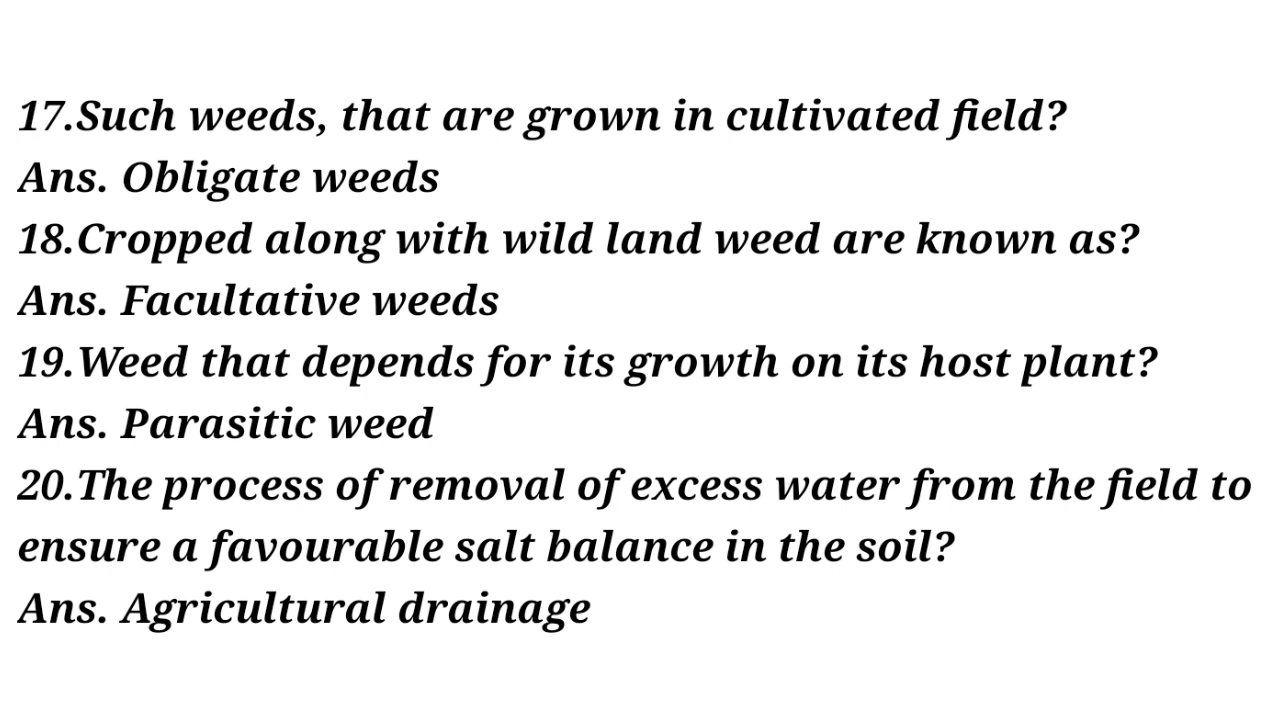 17.Such weeds, that are grown in cultivated field?
Ans. Obligate weeds
18.Cropped along with wild land weed are known as?
Ans. Facultative weeds
19.Weed that depends for its growth on its host plant?
Ans. Parasitic weed
20.The process of removal of excess water from the field to
ensure a favourable salt balance in the soil?
Ans. Agricultural drainage